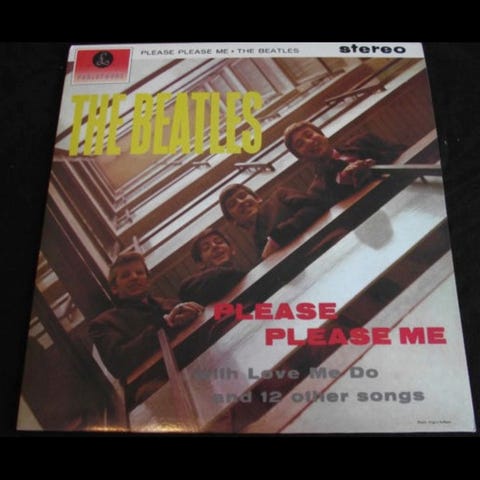 PLEASE PLEASE ME • THE BEATLES
stereo
PARLOPHONE
THE BEATLES
PLEASE
PLEASE ME
with Love Me Do
and 12 other songs